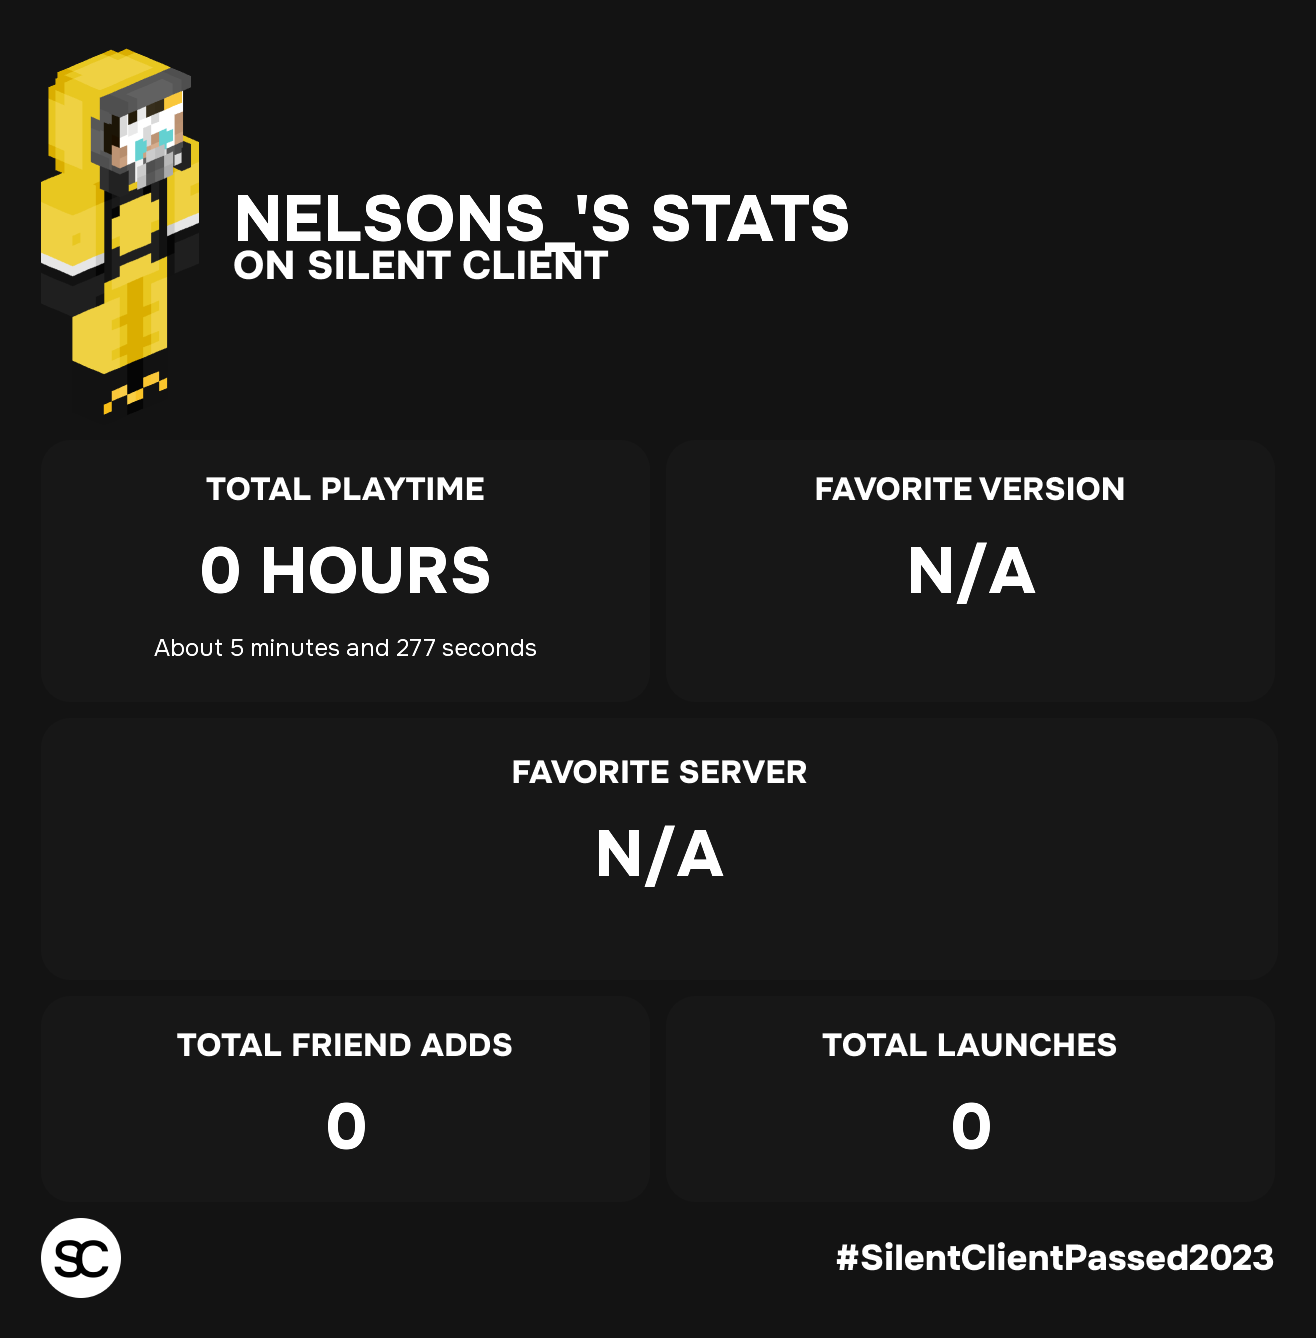 NELSONS_'S STATS
ON SILENT CLIENT
TOTAL PLAYTIME
0 HOURS
About 5 minutes and 277 seconds
FAVORITE VERSION
N/A
FAVORITE SERVER
N/A
TOTAL FRIEND ADDS
0
TOTAL LAUNCHES
0
SC
#SilentClientPassed2023